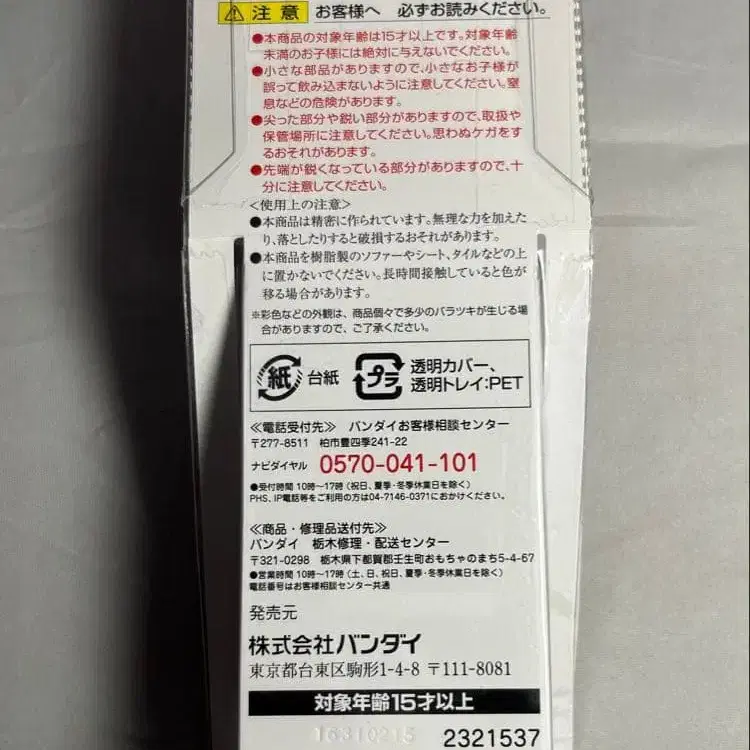 注意 お客様へ 必ずお読みください。
●本商品の対象年齢は15才以上です。対象年齢
未満のお子様には絶対に与えないでください。
●小さな部品がありますので、小さなお子様が
誤って飲み込まないように注意してください。窒
息などの危険があります。
●尖った部分や鋭い部分がありますので、取扱や
保管場所に注意してください。思わぬケガをす
るおそれがあります。
●先端が鋭くなっている部分がありますので、十
分に注意してください。
<使用上の注意>
●本商品は精密に作られています。無理な力を加えた
り、落としたりすると破損するおそれがあります。
●本商品を樹脂製のソファーやシート、タイルなどの上
に置かないでください。長時間接触していると色が
移る場合があります。
※彩色などの外観は、商品個々で多少のバラツキが生じる場
合がありますので、ご了承ください。
紙 台紙 プラ 透明カバー、
透明トレイ:PET
≪電話受付先≫ バンダイお客様相談センター
〒277-8511 柏市豊四季241-22
ナビダイヤル 0570-041-101
●受付時間 10時~17時(祝日、夏季・冬季休業日を除く)
PHS、IP電話等をご利用の方は04-7146-0371におかけください。
≪商品・修理品送付先≫
バンダイ 栃木修理・配送センター
〒321-0298 栃木県下都賀郡壬生町おもちゃのまち5-4-67
●営業時間 10時~17時(土、日、祝日、夏季・冬季休業日を除く)
電話番号はお客様相談センター共通
発売元
株式会社バンダイ
東京都台東区駒形1-4-8 〒111-8081
対象年齢15才以上
2321537